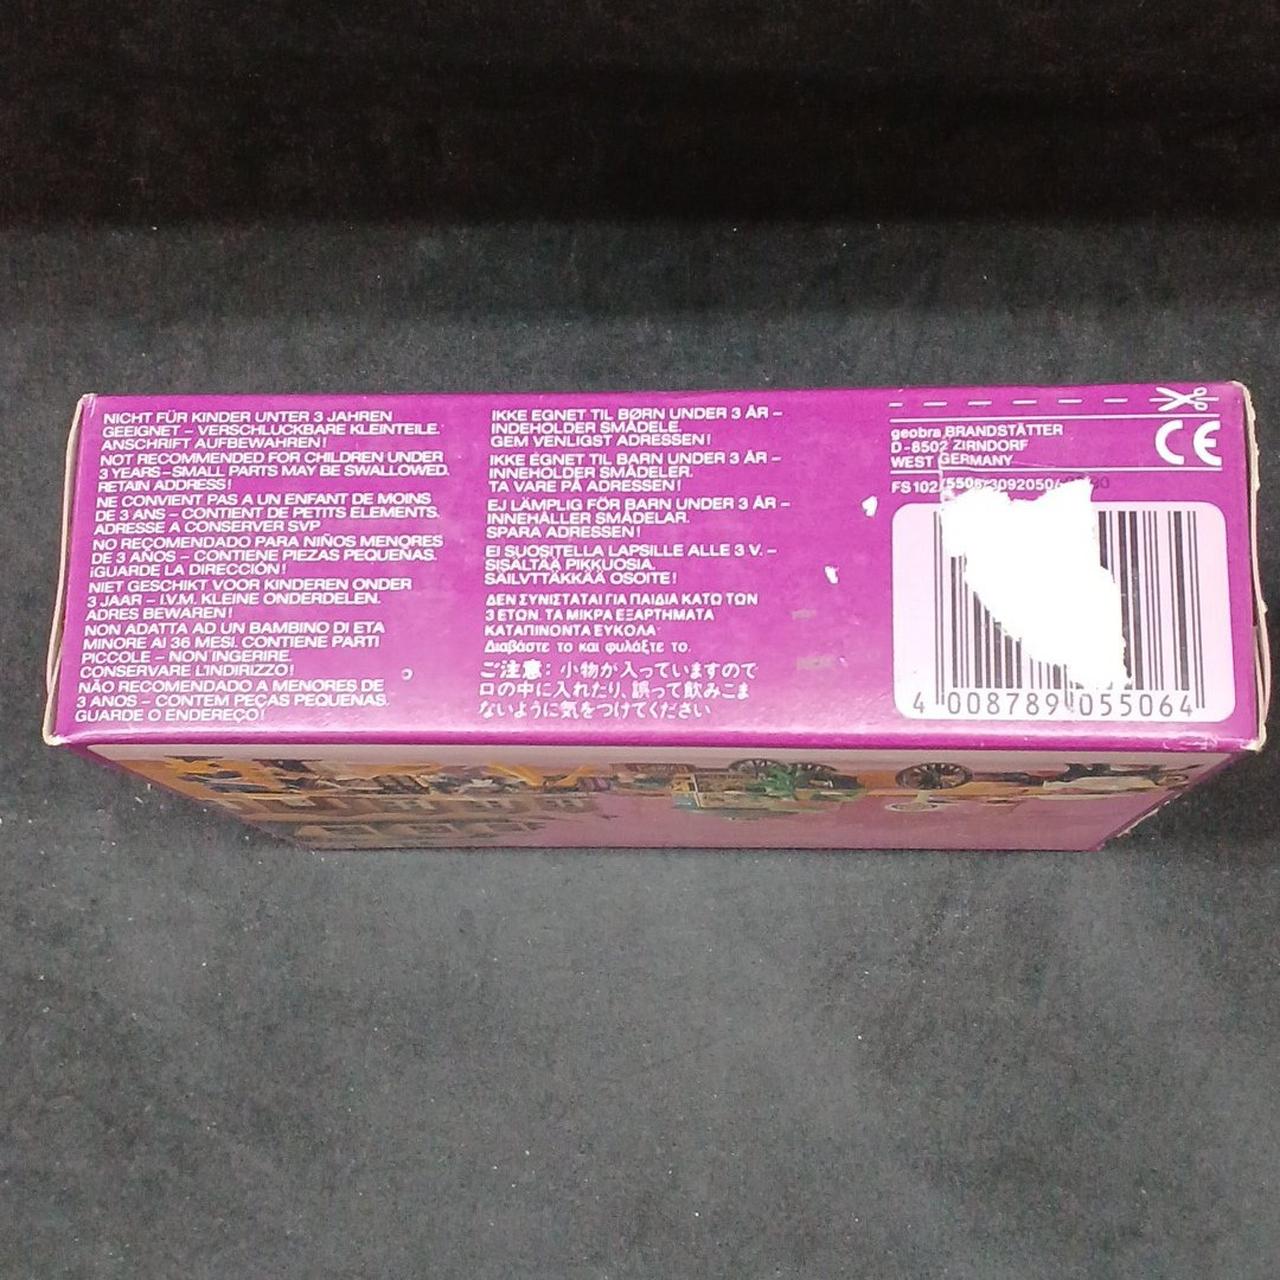 NICHT FÜR KINDER UNTER 3 JAHREN
GEEIGNET – VERSCHLUCKBARE KLEINTEILE.
ANSCHRIFT AUFBEWAHREN!
NOT RECOMMENDED FOR CHILDREN UNDER
3 YEARS–SMALL PARTS MAY BE SWALLOWED.
RETAIN ADDRESS!
NE CONVIENT PAS A UN ENFANT DE MOINS
DE 3 ANS – CONTIENT DE PETITS ELEMENTS.
ADRESSE A CONSERVER SVP
NO RECOMENDADO PARA NIÑOS MENORES
DE 3 AÑOS – CONTIENE PIEZAS PEQUEÑAS.
¡GUARDE LA DIRECCIÓN!
NIET GESCHIKT VOOR KINDEREN ONDER
3 JAAR – I.V.M. KLEINE ONDERDELEN.
ADRES BEWAREN!
NON ADATTA AD UN BAMBINO DI ETA
MINORE AI 36 MESI. CONTIENE PARTI
PICCOLE – NON INGERIRE.
CONSERVARE L'INDIRIZZO!
NÃO RECOMENDADO A MENORES DE
3 ANOS – CONTEM PEÇAS PEQUENAS.
GUARDE O ENDEREÇO!
IKKE EGNET TIL BØRN UNDER 3 ÅR –
INDEHOLDER SMÅDELE.
GEM VENLIGST ADRESSEN!
IKKE EGNET TIL BARN UNDER 3 ÅR –
INNEHOLDER SMÅDELER.
TA VARE PÅ ADRESSEN!
EJ LÄMPLIG FÖR BARN UNDER 3 ÅR –
INNEHÅLLER SMÅDELAR.
SPARA ADRESSEN!
EI SUOSITELLA LAPSILLE ALLE 3 V. –
SISÄLTÄÄ PIKKUOSIA.
SÄILVTTÄKKÄÄ OSOITE!
ΔΕΝ ΣΥΝΙΣΤΑΤΑΙ ΓΙΑ ΠΑΙΔΙΑ ΚΑΤΩ ΤΩΝ
3 ΕΤΩΝ. ΤΑ ΜΙΚΡΑ ΕΞΑΡΤΗΜΑΤΑ
ΚΑΤΑΠΙΝΟΝΤΑ ΕΥΚΟΛΑ
Διαβάστε το και φυλάξτε το.
ご注意：小物が入っていますので
口の中に入れたり、誤って飲みこま
ないように気をつけてください
geobra BRANDSTÄTTER
D-8502 ZIRNDORF
WEST GERMANY
CE
FS102/5506/
4 008789 055064